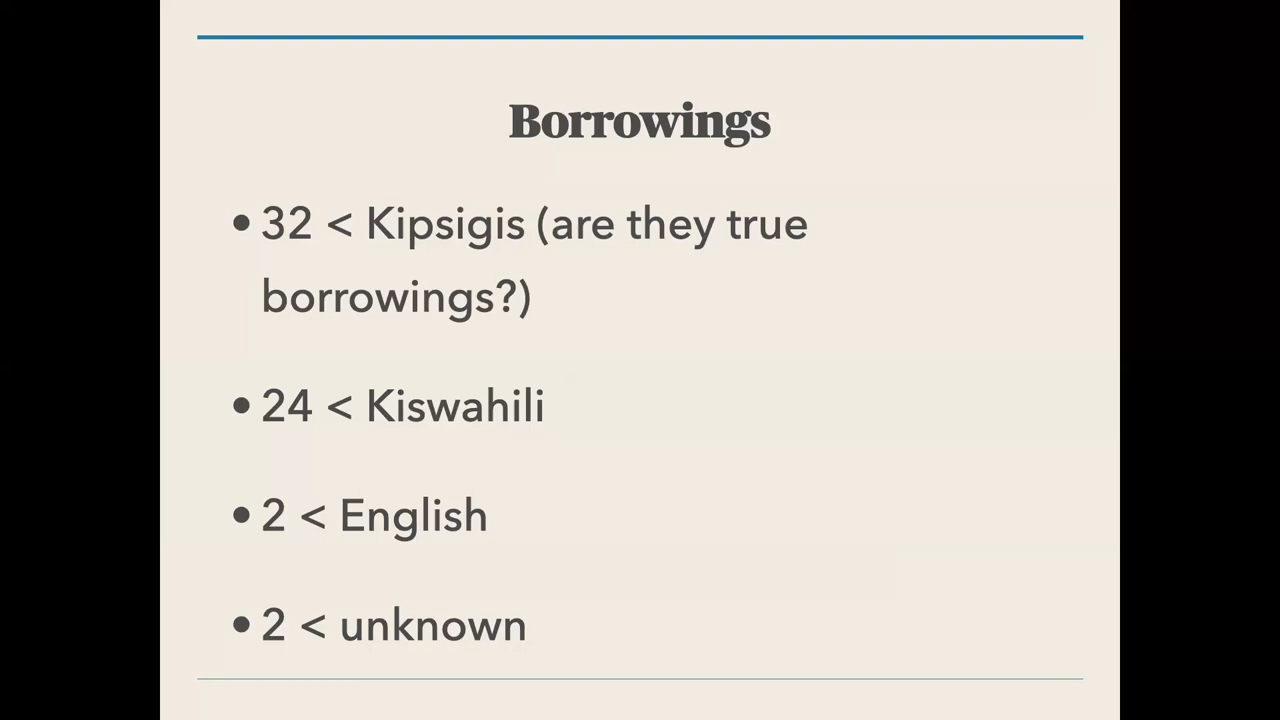 Borrowings
• 32 < Kipsigis (are they true
borrowings?)
• 24 < Kiswahili
• 2 < English
• 2 < unknown